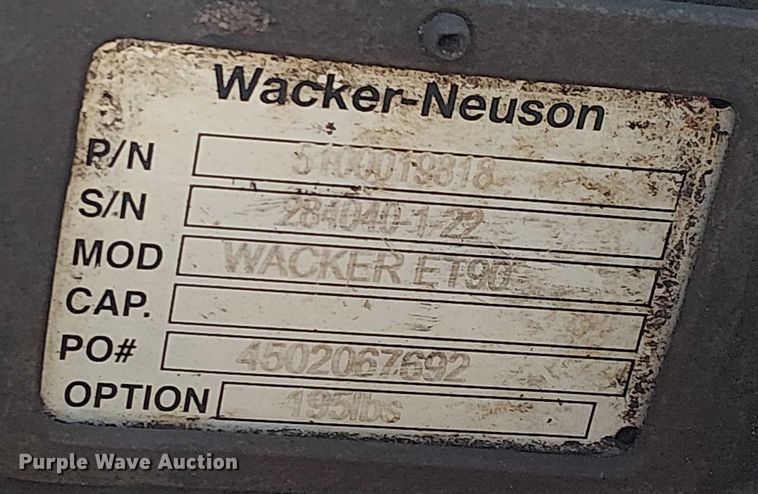 Wacker-Neuson
P/N 5100019818
S/N 284040-1-22
MOD WACKER ET90
CAP.
PO# 4502067692
OPTION 195lbs
Purple Wave Auction